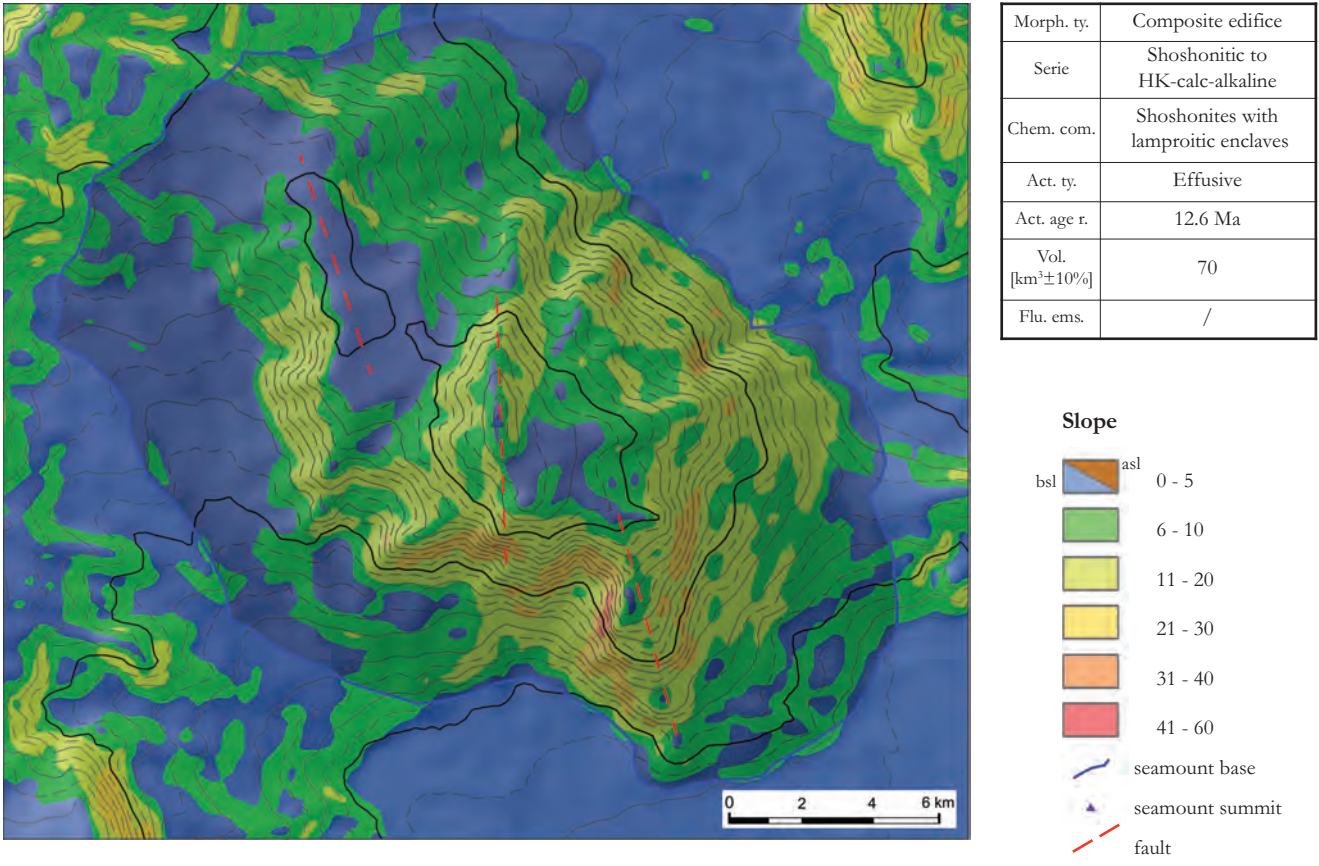 Morph. ty. Composite edifice
Serie Shoshonitic to
HK-calc-alkaline
Chem. com. Shoshonites with
lamproitic enclaves
Act. ty. Effusive
Act. age r. 12.6 Ma
Vol.
[km³±10%] 70
Flu. ems. /
Slope
bsl asl 0 - 5
6 - 10
11 - 20
21 - 30
31 - 40
41 - 60
seamount base
seamount summit
fault
0 2 4 6 km